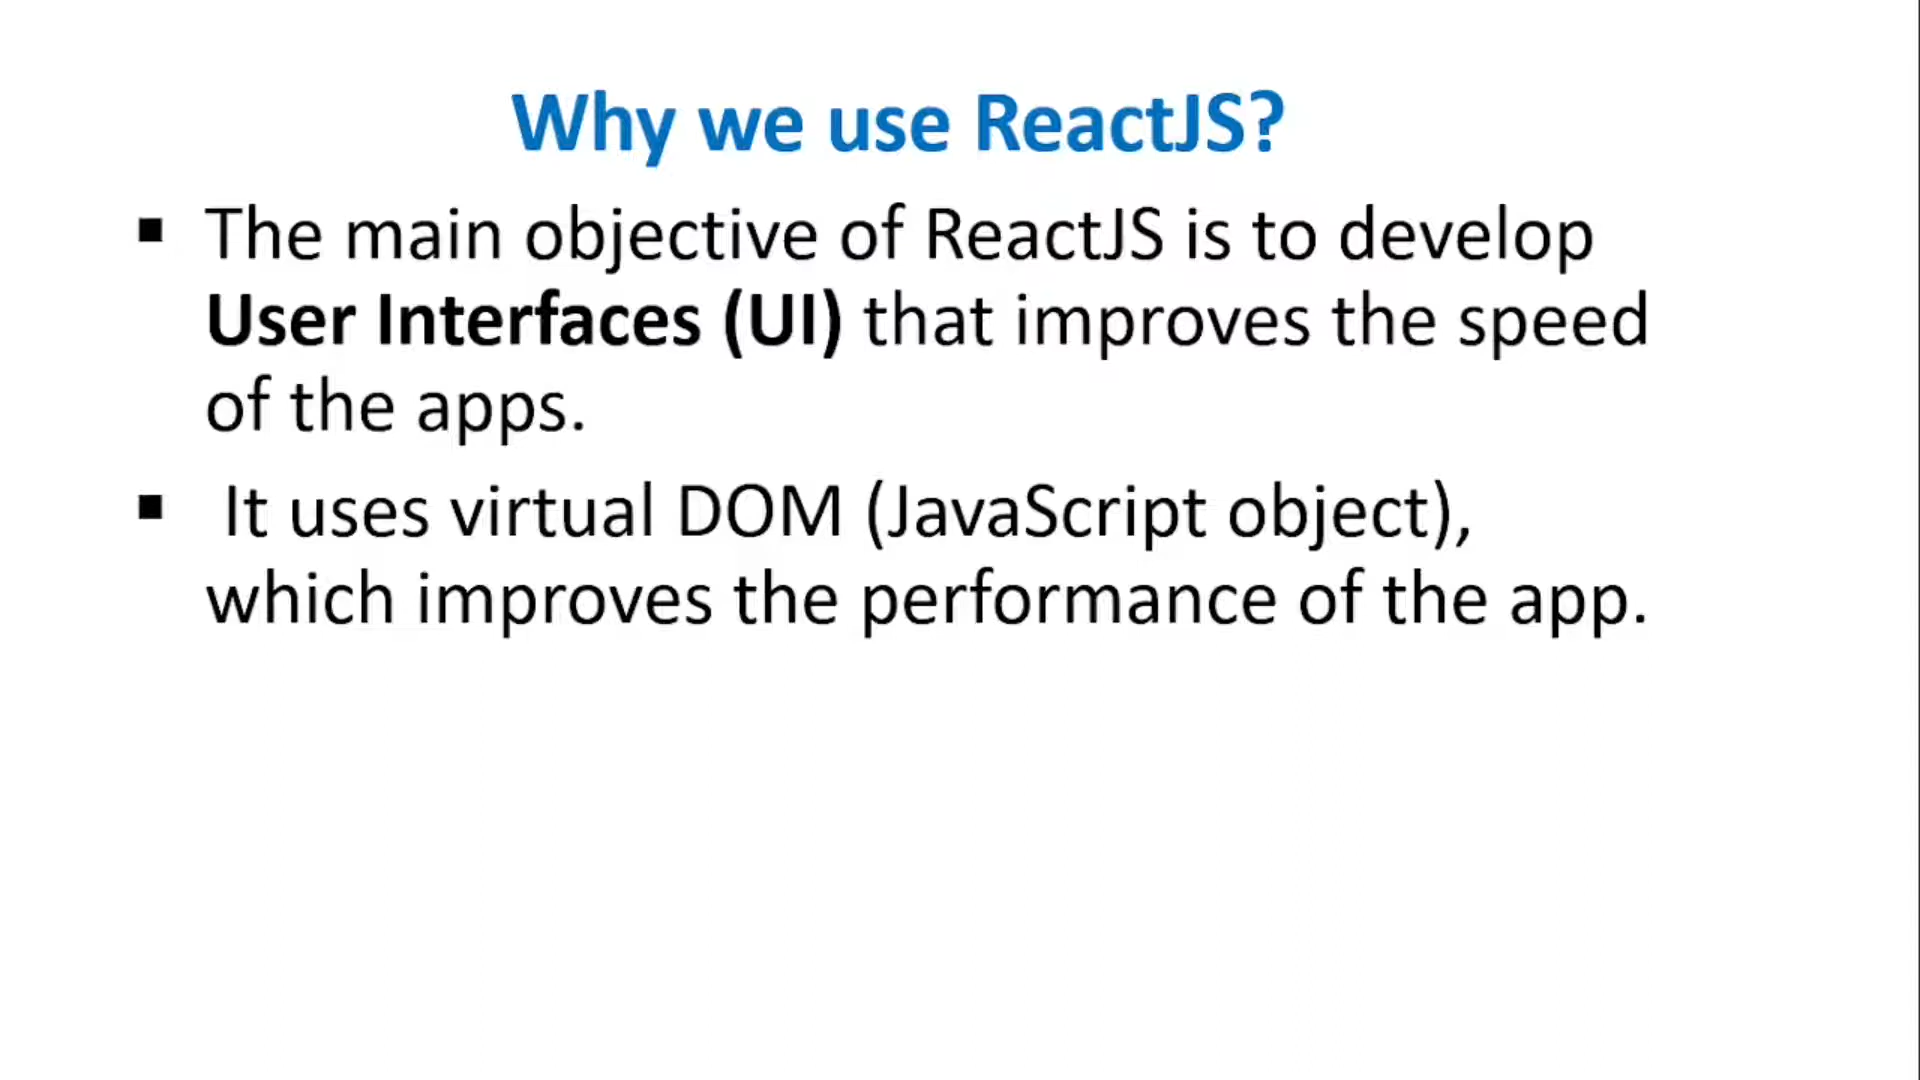 Why we use ReactJS?
▪ The main objective of ReactJS is to develop
User Interfaces (UI) that improves the speed
of the apps.
▪ It uses virtual DOM (JavaScript object),
which improves the performance of the app.